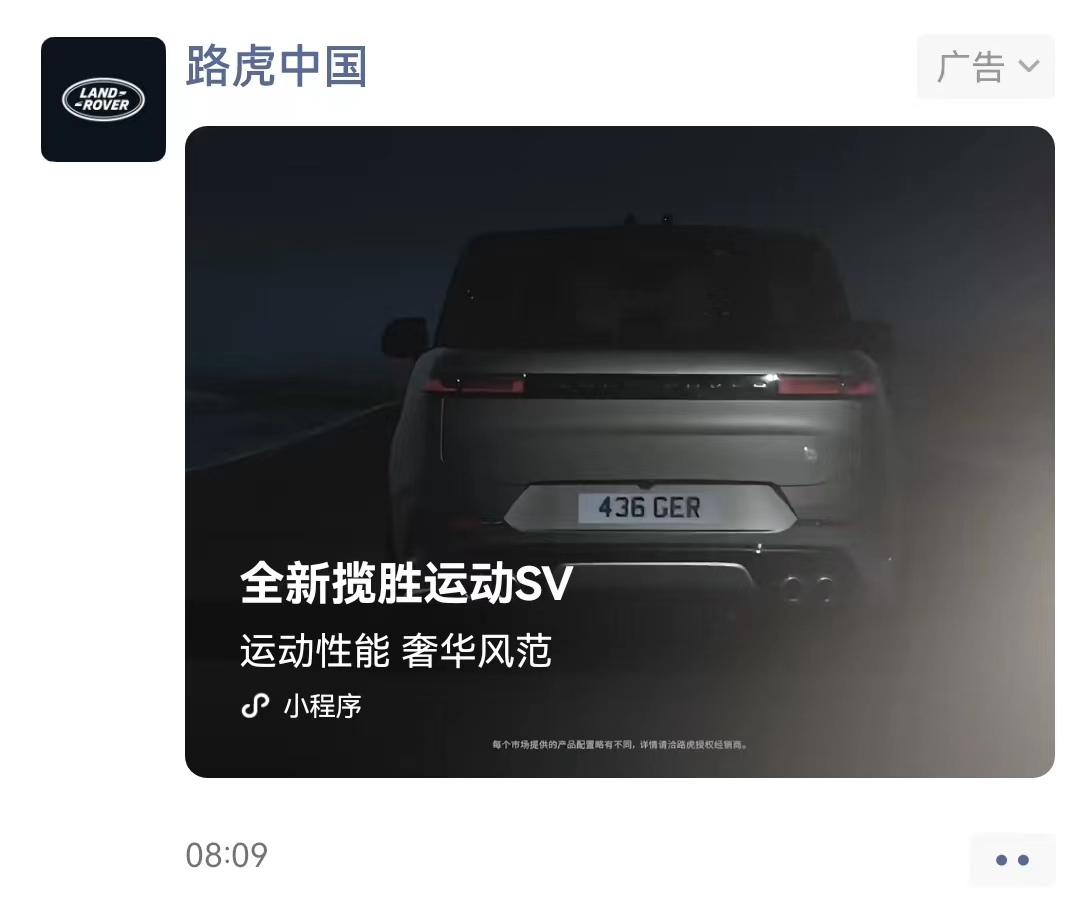 LAND-
-ROVER
路虎中国
广告
436 GER
全新揽胜运动SV
运动性能 奢华风范
小程序
每个市场提供的产品配置略有不同，详情请洽路虎授权经销商。
08:09